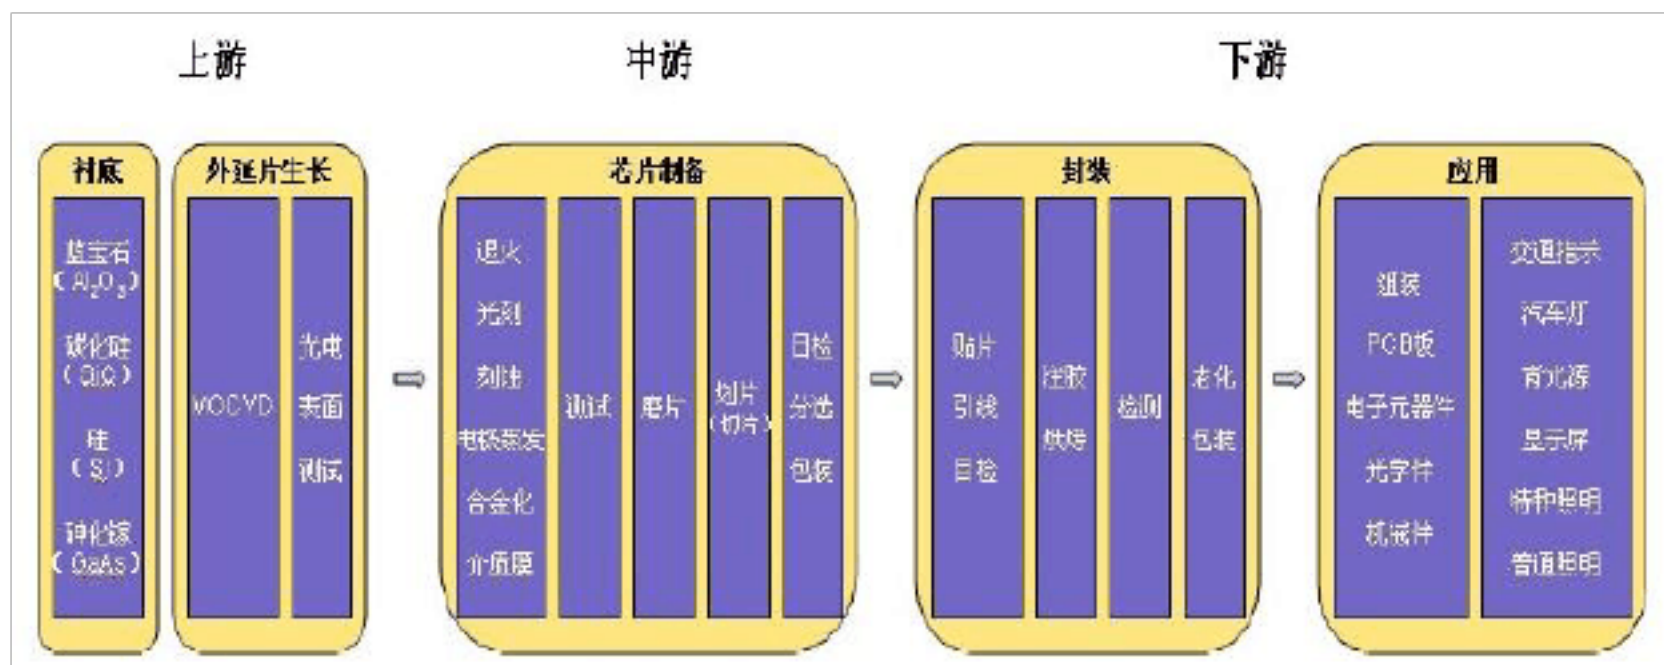 上游
中游
下游
衬底
蓝宝石
(Al₂O₃)
碳化硅
(SiC)
硅
(Si)
砷化镓
(GaAs)
外延片生长
MOCVD
光电
表面
测试
芯片制备
退火
光刻
刻蚀
电极蒸发
合金化
介质膜
测试
磨片
划片
(切片)
目检
分选
包装
封装
贴片
引线
目检
注胶
烘烤
检测
老化
包装
应用
组装
PCB板
电子元器件
光学件
机械件
交通指示
汽车灯
背光源
显示屏
特种照明
普通照明